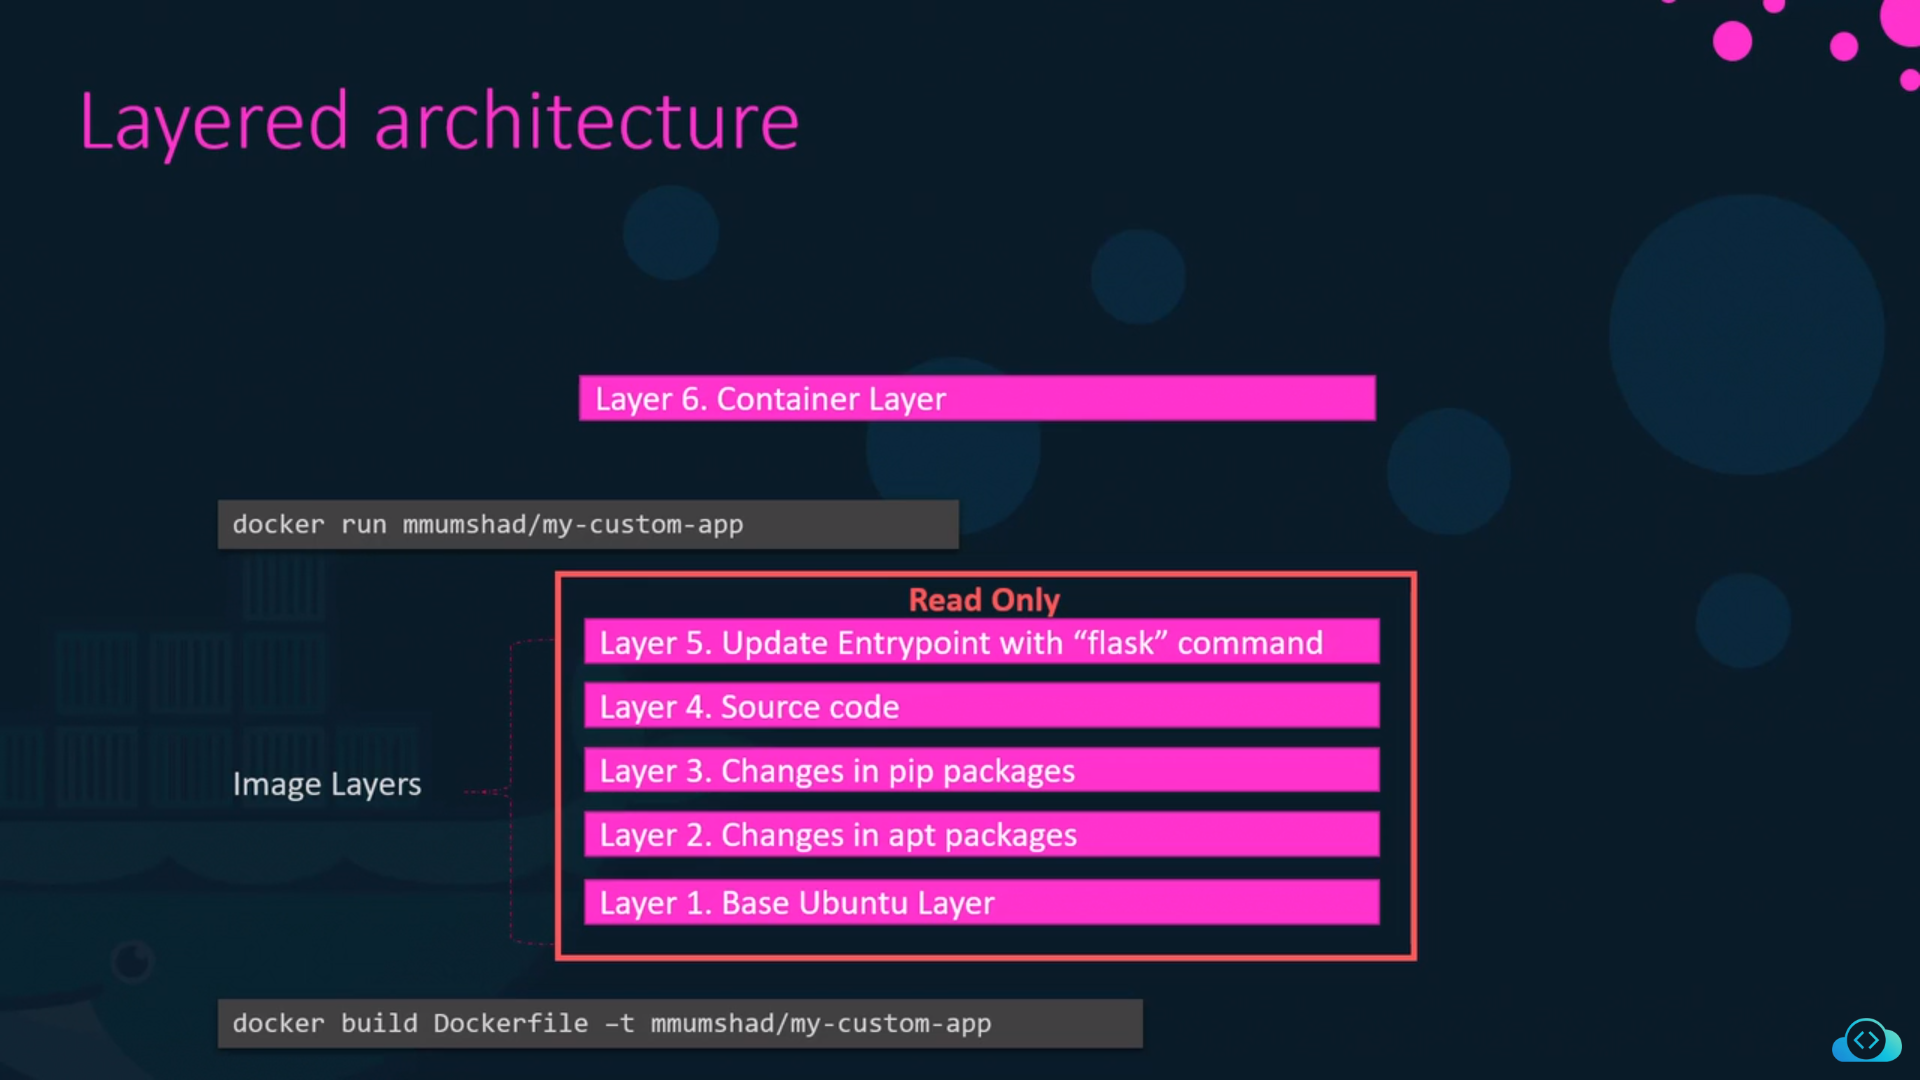 Layered architecture
Layer 6. Container Layer
docker run mmumshad/my-custom-app
Read Only
Layer 5. Update Entrypoint with “flask” command
Layer 4. Source code
Layer 3. Changes in pip packages
Image Layers
Layer 2. Changes in apt packages
Layer 1. Base Ubuntu Layer
docker build Dockerfile –t mmumshad/my-custom-app